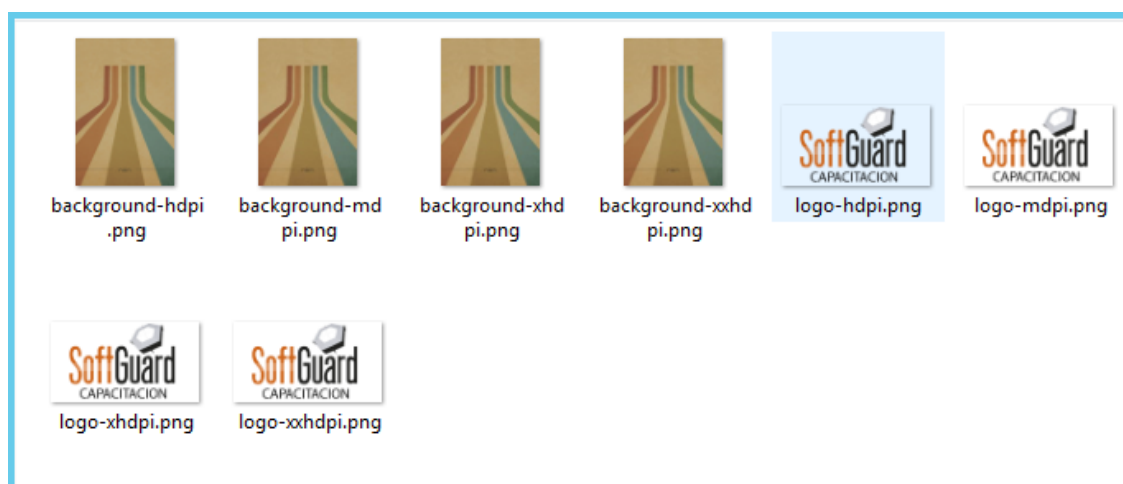 background-hdpi
.png
background-md
pi.png
background-xhd
pi.png
background-xxhd
pi.png
SoftGuard
CAPACITACION
logo-hdpi.png
SoftGuard
CAPACITACION
logo-mdpi.png
SoftGuard
CAPACITACION
logo-xhdpi.png
SoftGuard
CAPACITACION
logo-xxhdpi.png